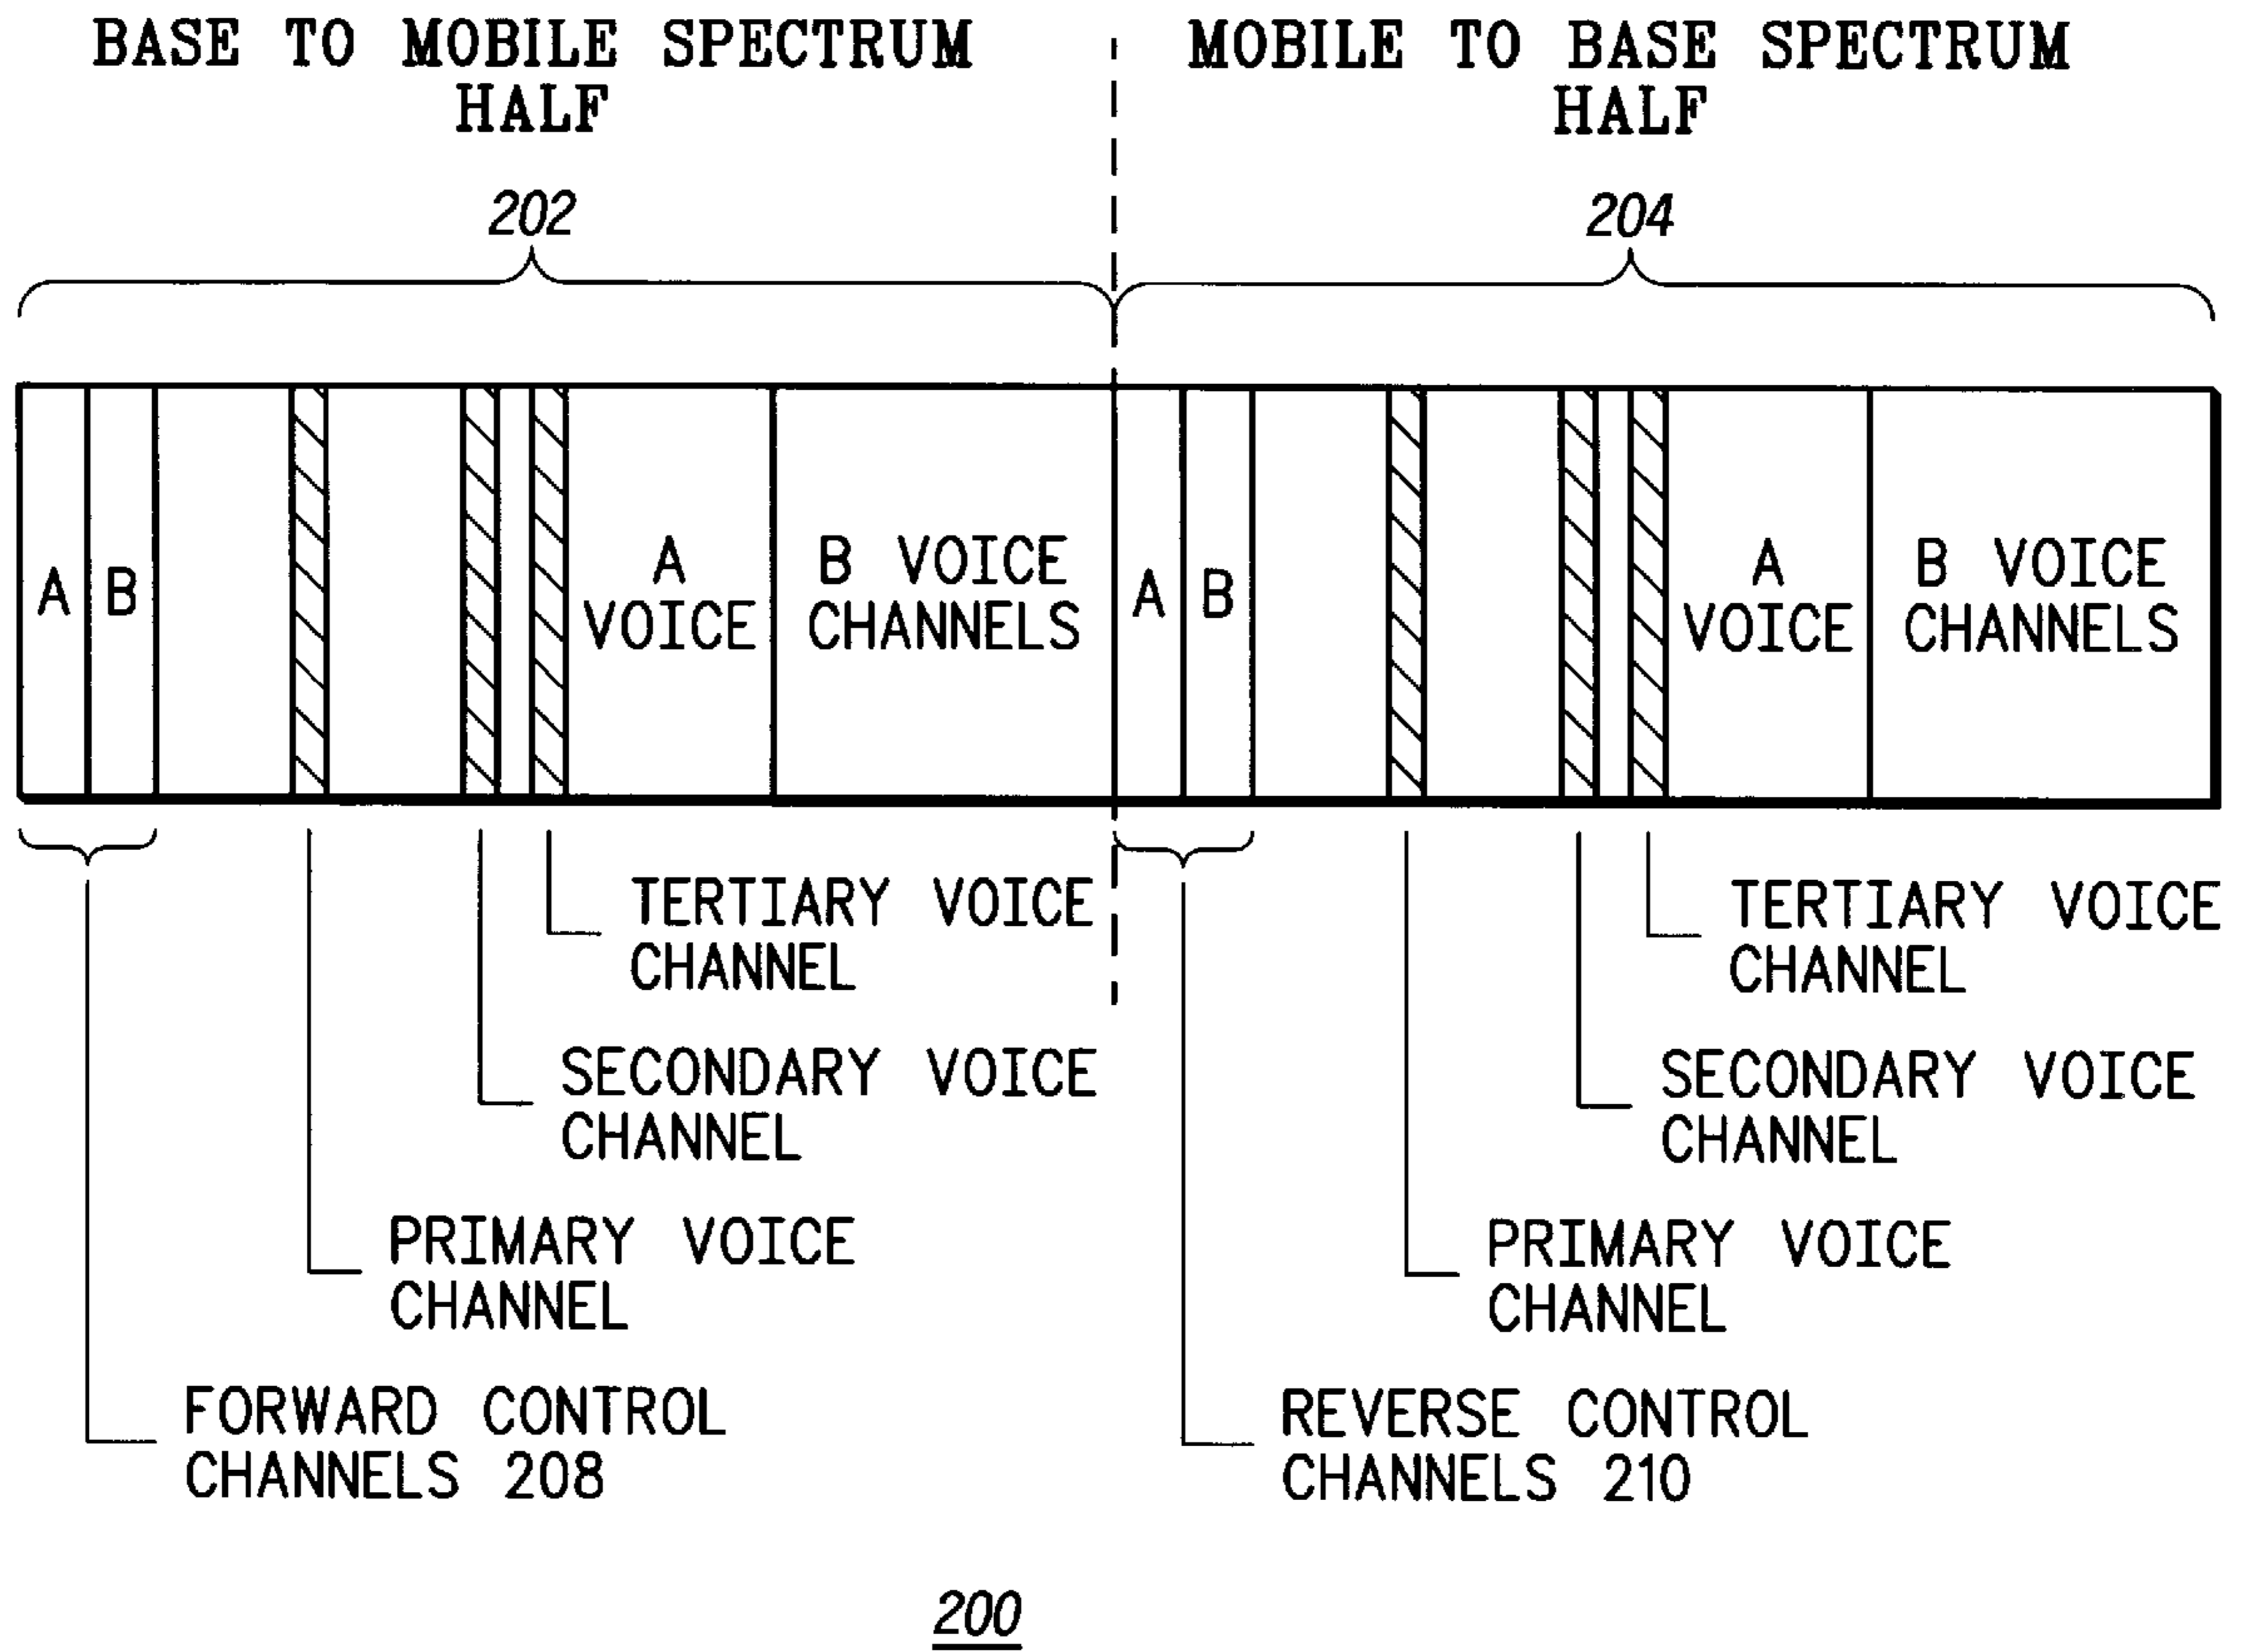 BASE TO MOBILE SPECTRUM
HALF
MOBILE TO BASE SPECTRUM
HALF
202
204
A
B
A
VOICE
B VOICE
CHANNELS
A
B
A
VOICE
B VOICE
CHANNELS
TERTIARY VOICE
CHANNEL
SECONDARY VOICE
CHANNEL
PRIMARY VOICE
CHANNEL
FORWARD CONTROL
CHANNELS 208
TERTIARY VOICE
CHANNEL
SECONDARY VOICE
CHANNEL
PRIMARY VOICE
CHANNEL
REVERSE CONTROL
CHANNELS 210
200